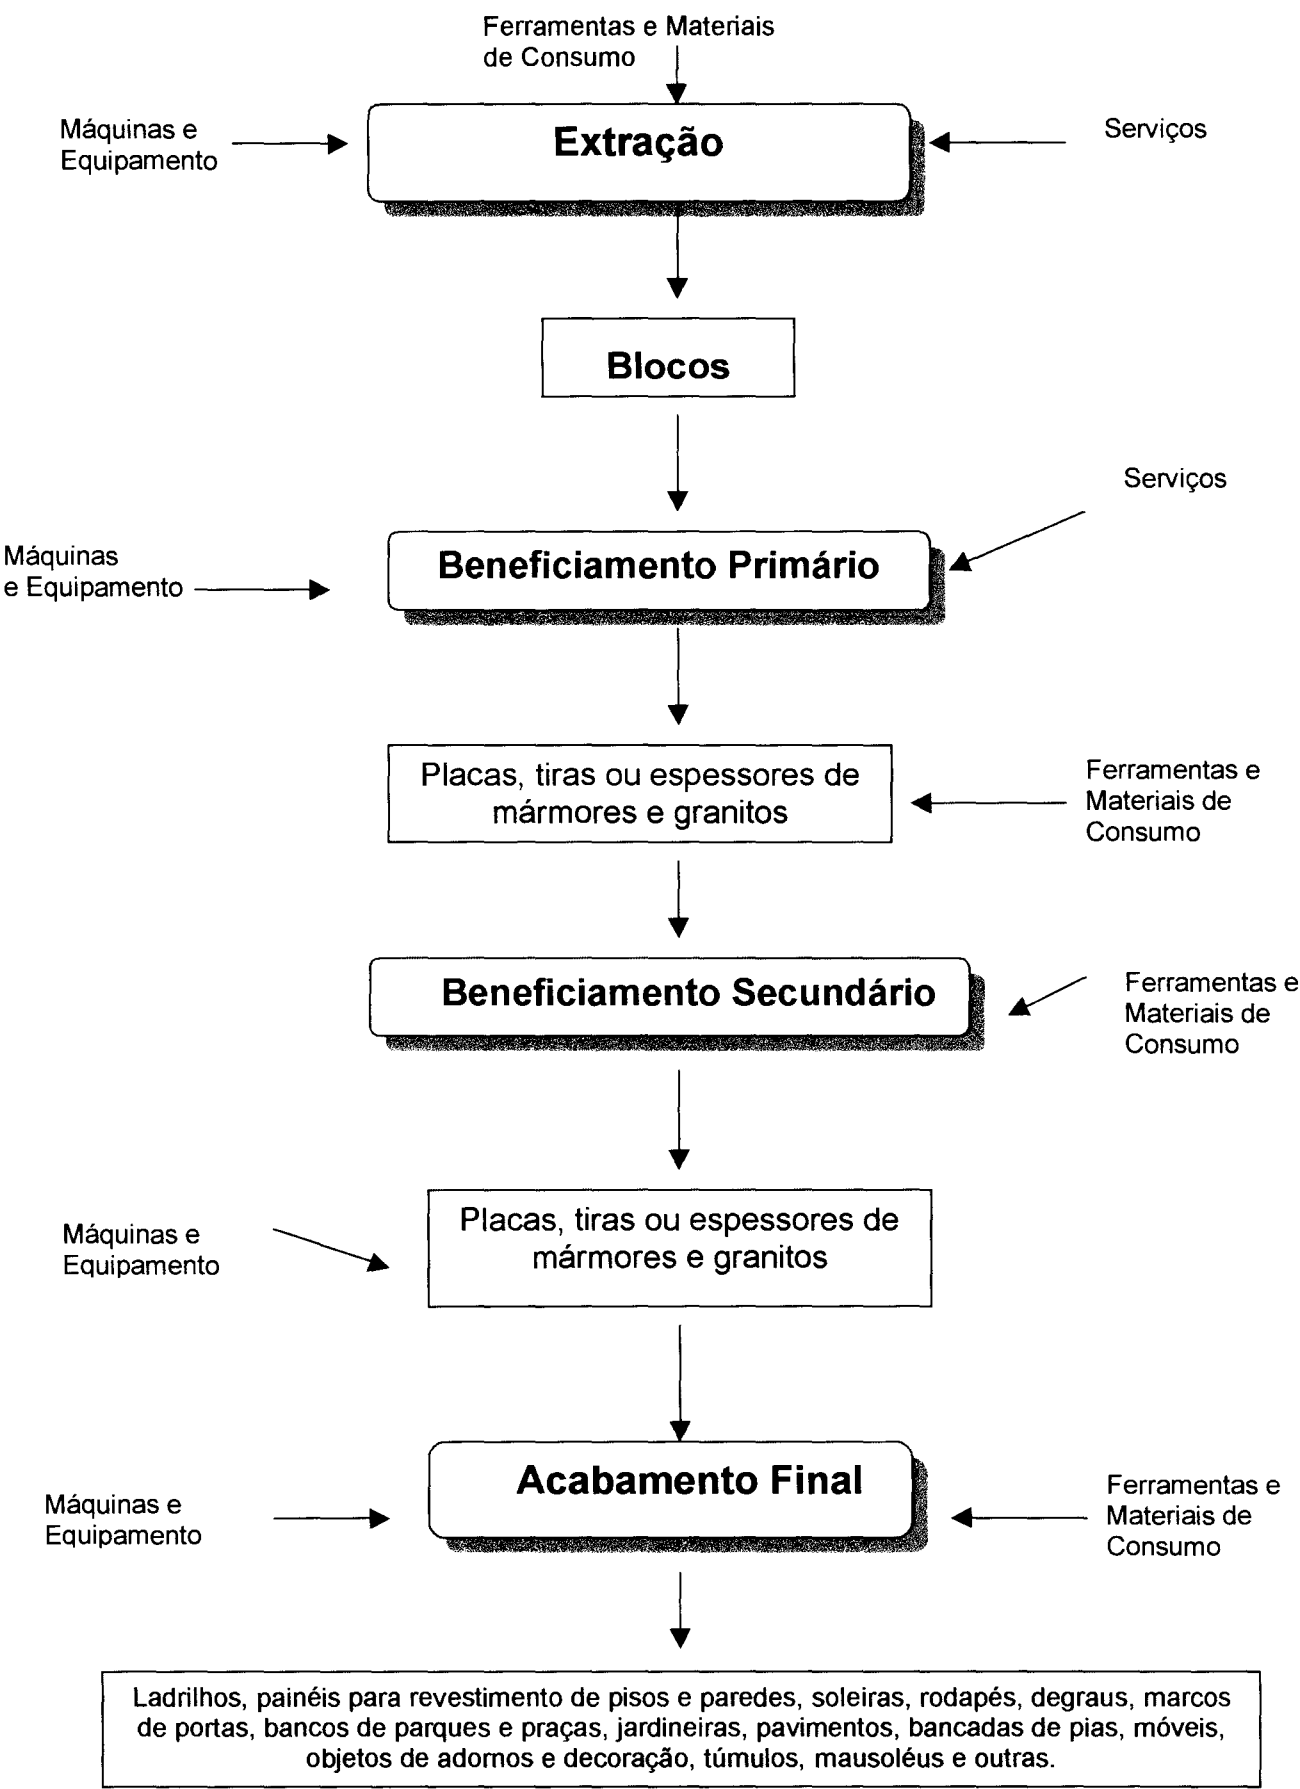 Ferramentas e Materiais
de Consumo
Máquinas e
Equipamento
Extração
Serviços
Blocos
Serviços
Máquinas
e Equipamento
Beneficiamento Primário
Placas, tiras ou espessores de
mármores e granitos
Ferramentas e
Materiais de
Consumo
Beneficiamento Secundário
Ferramentas e
Materiais de
Consumo
Máquinas e
Equipamento
Placas, tiras ou espessores de
mármores e granitos
Acabamento Final
Máquinas e
Equipamento
Ferramentas e
Materiais de
Consumo
Ladrilhos, painéis para revestimento de pisos e paredes, soleiras, rodapés, degraus, marcos
de portas, bancos de parques e praças, jardineiras, pavimentos, bancadas de pias, móveis,
objetos de adornos e decoração, túmulos, mausoléus e outras.